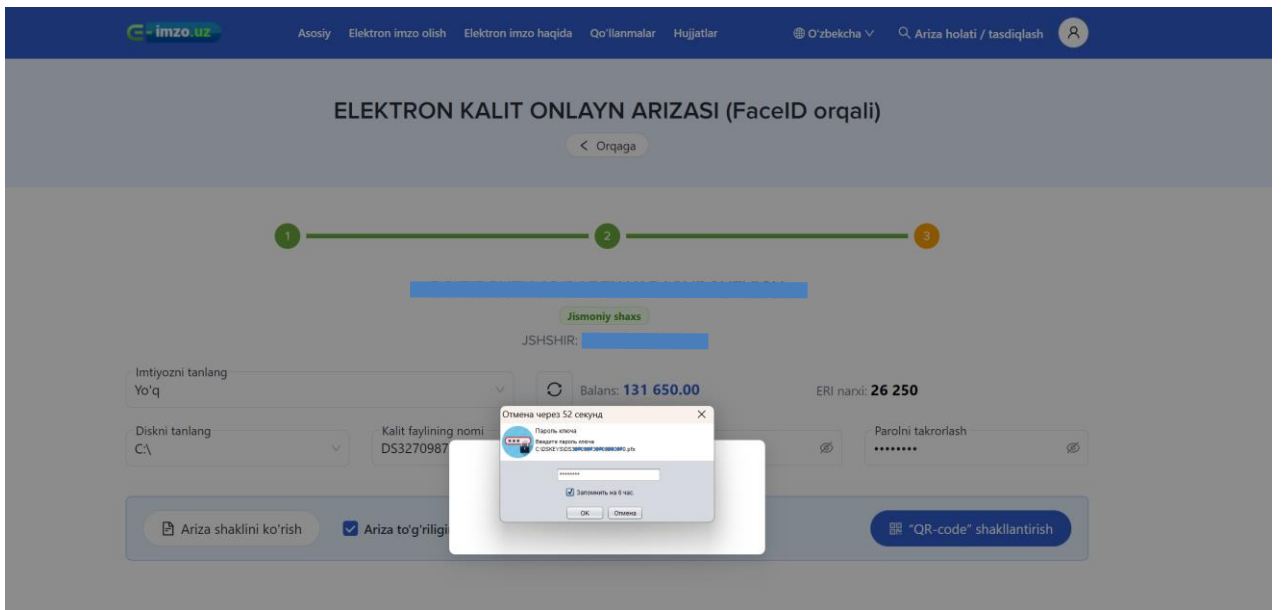 e-imzo.uz
Asosiy Elektron imzo olish Elektron imzo haqida Qo'llanmalar Hujjatlar O'zbekcha Ariza holati / tasdiqlash
ELEKTRON KALIT ONLAYN ARIZASI (FaceID orqali)
< Orqaga
1 2 3
Jismoniy shaxs
JSHSHIR:
Imtiyozni tanlang
Yo'q
Balans: 131 650.00 ERI narxi: 26 250
Отмена через 52 секунд
Diskni tanlang
C:\
Kalit faylining nomi
DS3270987
Пароль ключа
Введите пароль ключа
Parolni takrorlash
••••••••
Запомнить на 6 час.
OK Отмена
Ariza shaklini ko'rish
Ariza to'g'rilig
"QR-code" shakllantirish